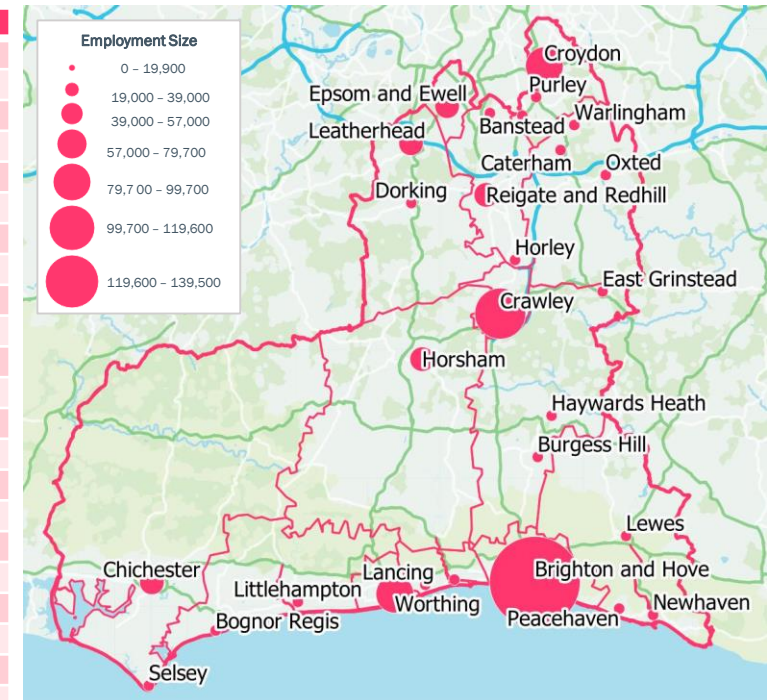 Employment Size
0 – 19,900
19,000 – 39,000
39,000 – 57,000
57,000 – 79,700
79,7 00 – 99,700
99,700 – 119,600
119,600 – 139,500
Croydon
Purley
Epsom and Ewell
Warlingham
Banstead
Leatherhead
Caterham
Oxted
Dorking
Reigate and Redhill
Horley
East Grinstead
Crawley
Horsham
Haywards Heath
Burgess Hill
Lewes
Chichester
Lancing
Brighton and Hove
Littlehampton
Worthing
Newhaven
Peacehaven
Bognor Regis
Selsey